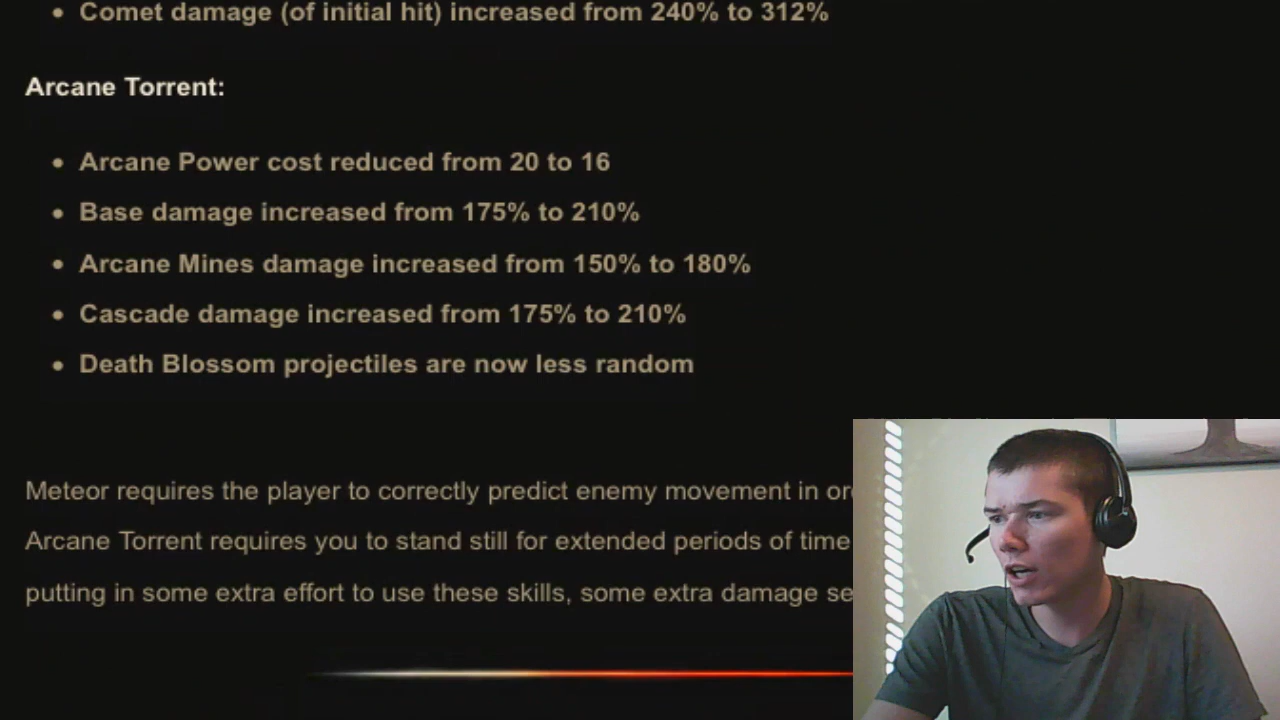 Comet damage (of initial hit) increased from 240% to 312%
Arcane Torrent:
Arcane Power cost reduced from 20 to 16
Base damage increased from 175% to 210%
Arcane Mines damage increased from 150% to 180%
Cascade damage increased from 175% to 210%
Death Blossom projectiles are now less random
Meteor requires the player to correctly predict enemy movement in
Arcane Torrent requires you to stand still for extended periods of time
putting in some extra effort to use these skills, some extra damage